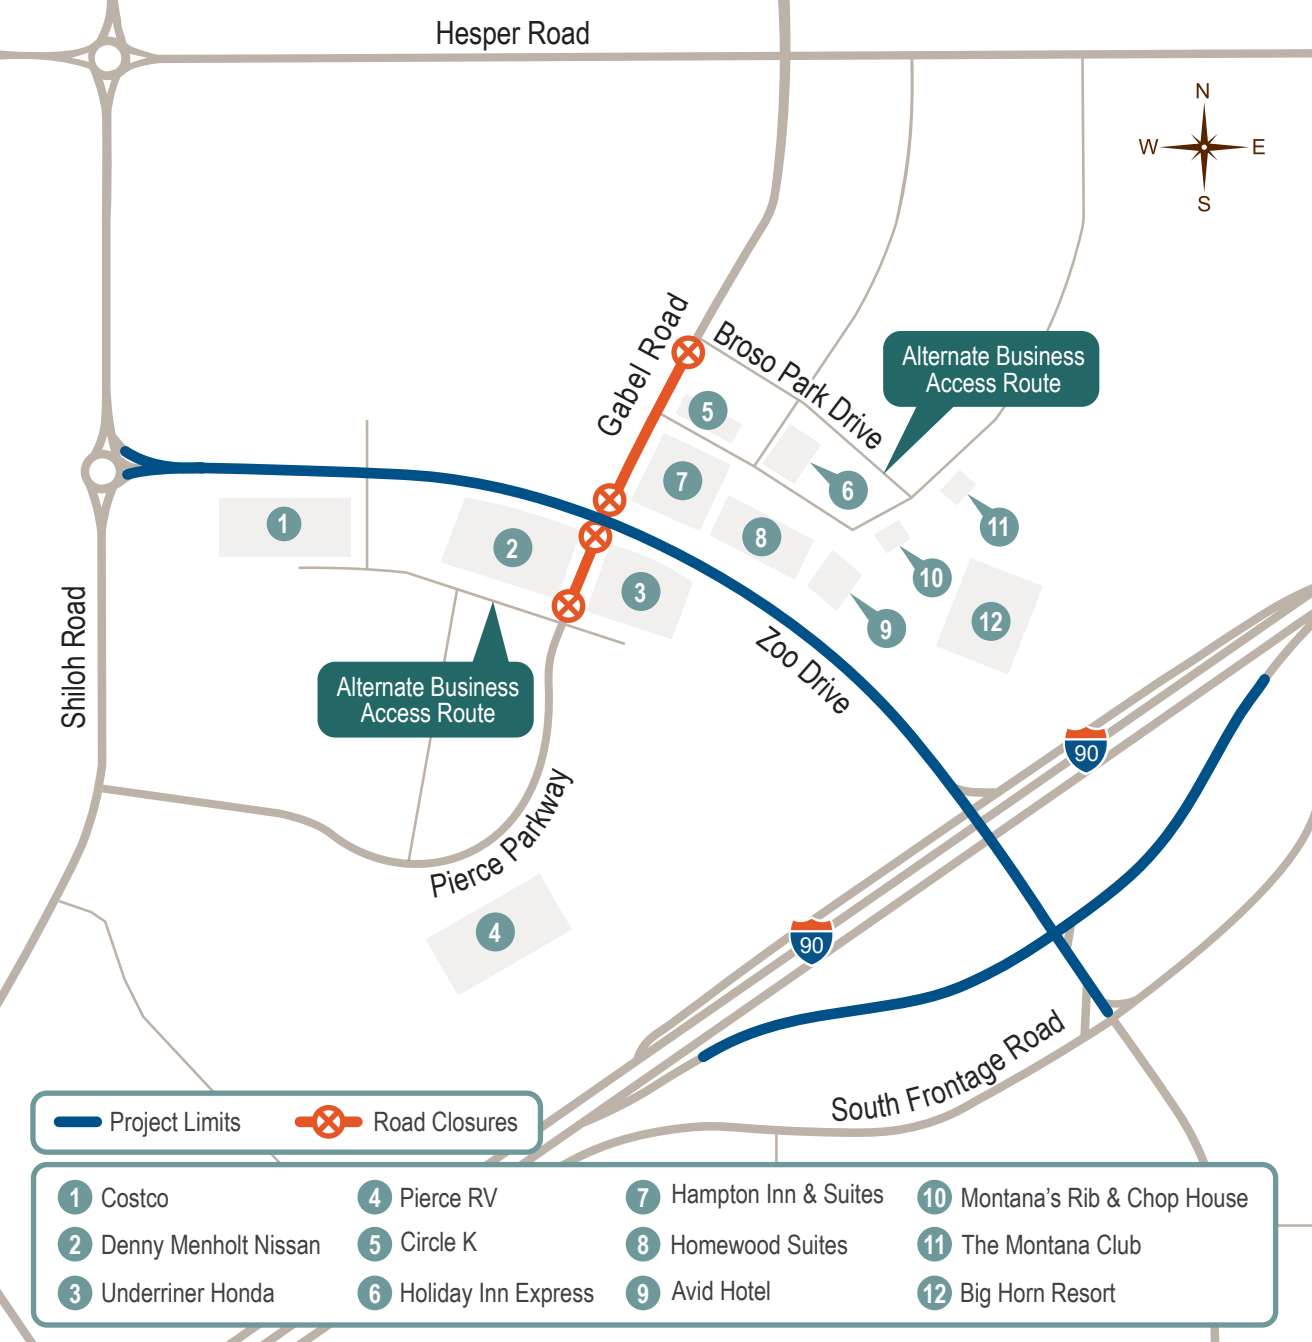 Hesper Road
N
W
E
S
Gabel Road
Broso Park Drive
Alternate Business
Access Route
5
7
6
1
2
8
11
3
10
9
12
Shiloh Road
Zoo Drive
Alternate Business
Access Route
90
Pierce Parkway
4
90
South Frontage Road
Project Limits
Road Closures
1 Costco
2 Denny Menholt Nissan
3 Underriner Honda
4 Pierce RV
5 Circle K
6 Holiday Inn Express
7 Hampton Inn & Suites
8 Homewood Suites
9 Avid Hotel
10 Montana's Rib & Chop House
11 The Montana Club
12 Big Horn Resort